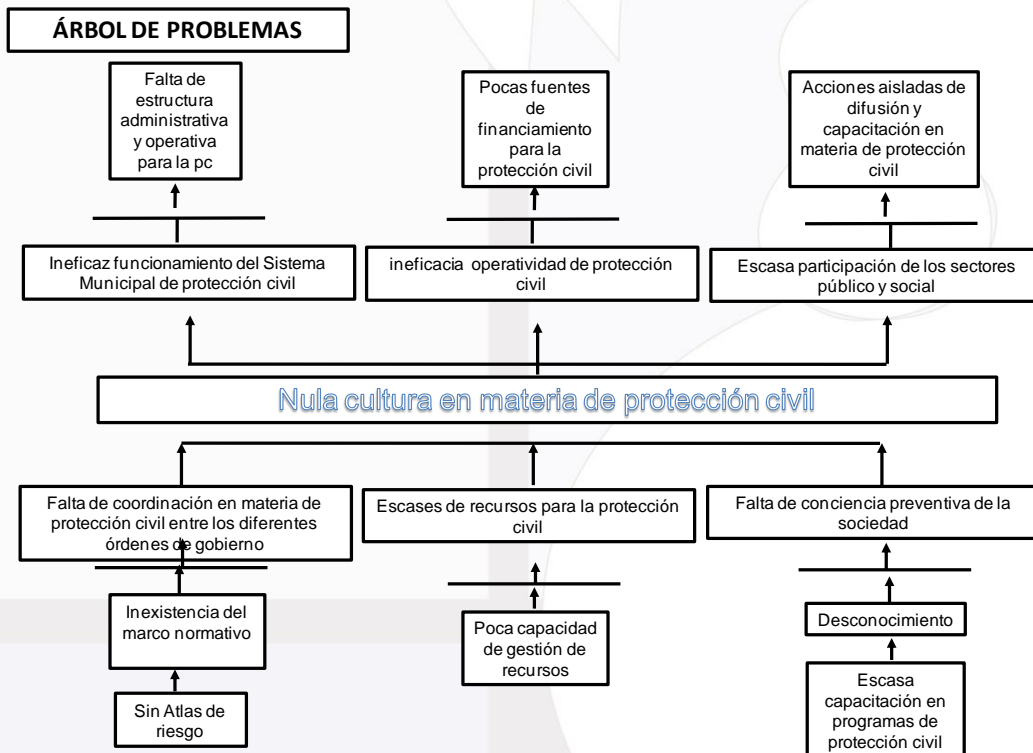 ÁRBOL DE PROBLEMAS
Falta de
estructura
administrativa
y operativa
para la pc
Pocas fuentes
de
financiamiento
para la
protección civil
Acciones aisladas de
difusión y
capacitación en
materia de protección
civil
Ineficaz funcionamiento del Sistema
Municipal de protección civil
ineficacia operatividad de protección
civil
Escasa participación de los sectores
público y social
Nula cultura en materia de protección civil
Falta de coordinación en materia de
protección civil entre los diferentes
órdenes de gobierno
Escases de recursos para la protección
civil
Falta de conciencia preventiva de la
sociedad
Inexistencia del
marco normativo
Poca capacidad
de gestión de
recursos
Desconocimiento
Sin Atlas de
riesgo
Escasa
capacitación en
programas de
protección civil